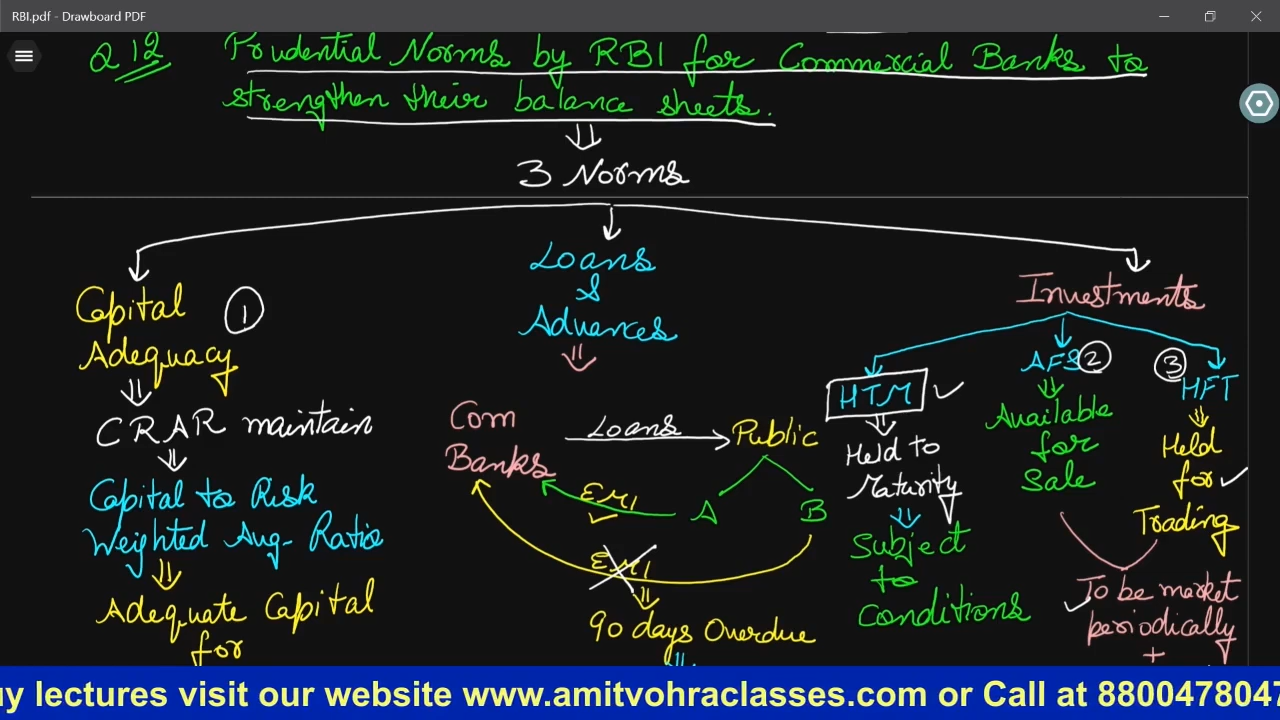 RBI.pdf - Drawboard PDF
Q 12 Prudential Norms by RBI for Commercial Banks to
strengthen their balance sheets.
3 Norms
Capital
Adequacy
1
CRAR maintain
Capital to Risk
Weighted Avg- Ratio
Adequate Capital
for
Loans
&
Advances
Com
Banks
Loans
Public
A
B
EMI
EMI
90 days Overdue
Investments
HTM
Held to
Maturity
Subject
to
Conditions
AFS 2
Available
for
Sale
3 HFT
Held
for
Trading
To be market
periodically
+
uy lectures visit our website www.amitvohraclasses.com or Call at 8800478047